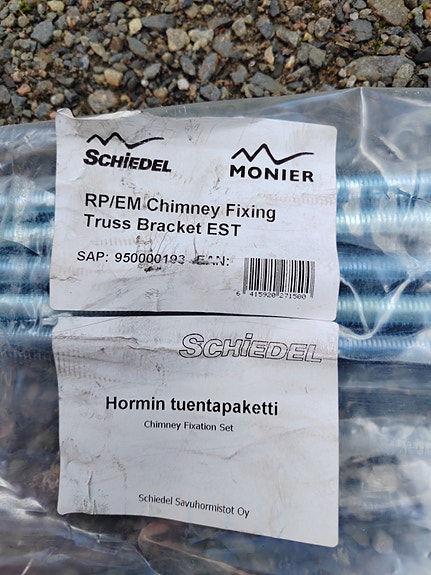 SCHIEDEL
MONIER
RP/EM Chimney Fixing
Truss Bracket EST
SAP: 950000193 EAN:
6 415920 271500
SCHIEDEL
Hormin tuentapaketti
Chimney Fixation Set
Schiedel Savuhormistot Oy